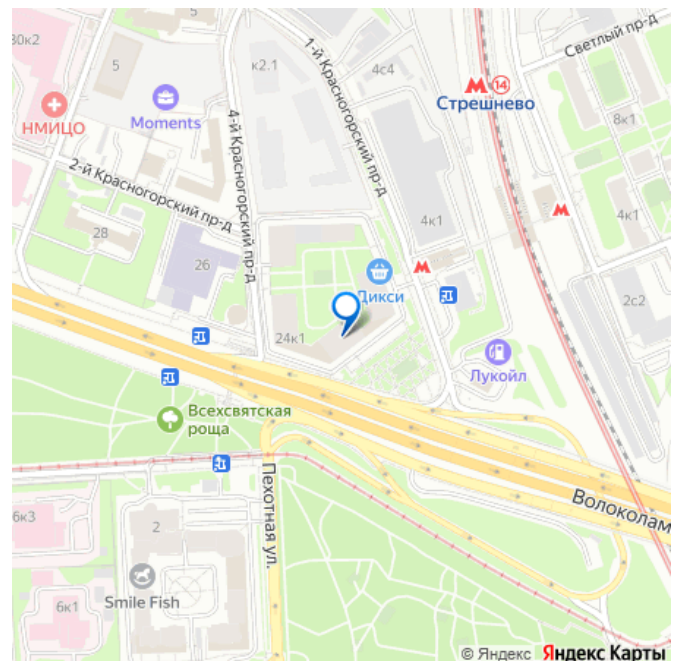 30к2
5
к2.1
4с4
1-й Красногорский пр-д
Светлый пр-д
14
Стрешнево
НМИЦО
Moments
4-й Красногорский пр-д
8к1
2-й Красногорский пр-д
28
26
4к1
4к1
Дикси
24к1
2с2
Лукойл
Всехсвятская
роща
Пехотная ул.
Волоколам
6к3
2
Smile Fish
6к1
© Яндекс Яндекс Карты